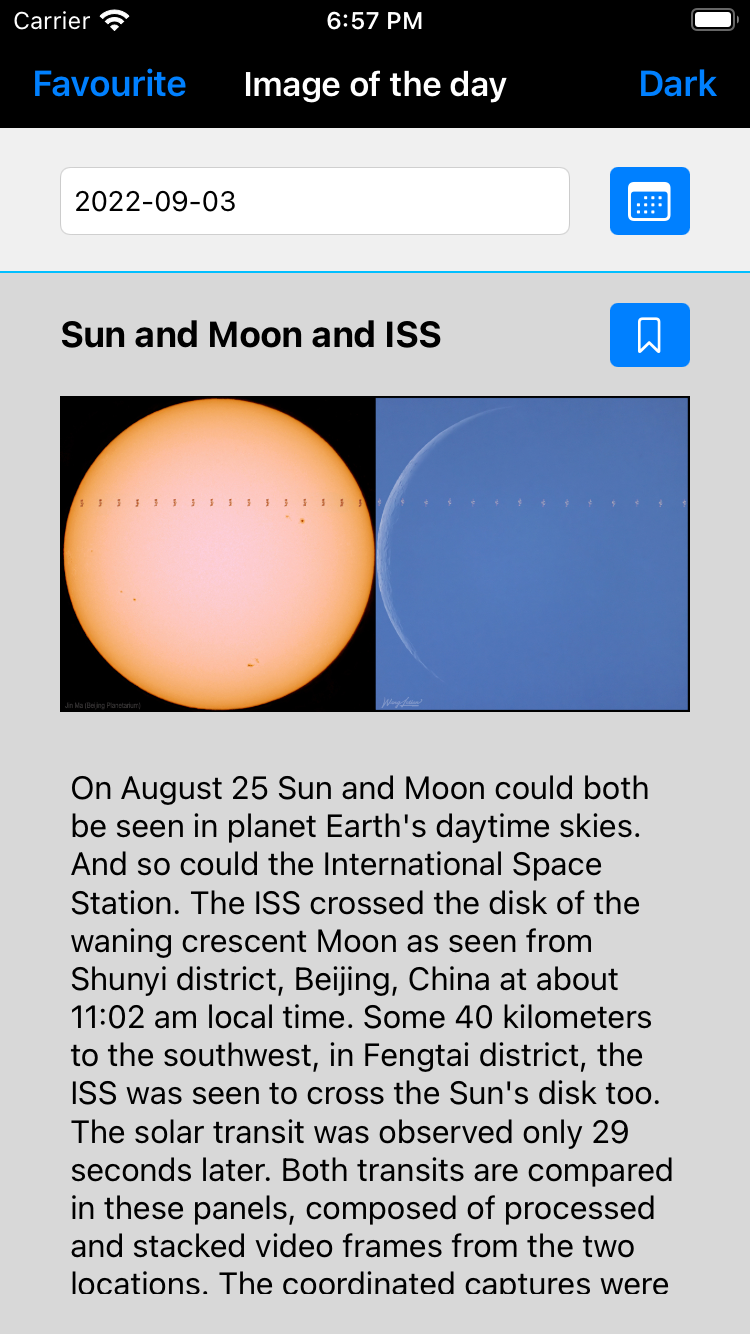 Carrier 6:57 PM
Favourite Image of the day Dark
2022-09-03
Sun and Moon and ISS
Jin Ma (Beijing Planetarium)
On August 25 Sun and Moon could both
be seen in planet Earth's daytime skies.
And so could the International Space
Station. The ISS crossed the disk of the
waning crescent Moon as seen from
Shunyi district, Beijing, China at about
11:02 am local time. Some 40 kilometers
to the southwest, in Fengtai district, the
ISS was seen to cross the Sun's disk too.
The solar transit was observed only 29
seconds later. Both transits are compared
in these panels, composed of processed
and stacked video frames from the two
locations. The coordinated captures were